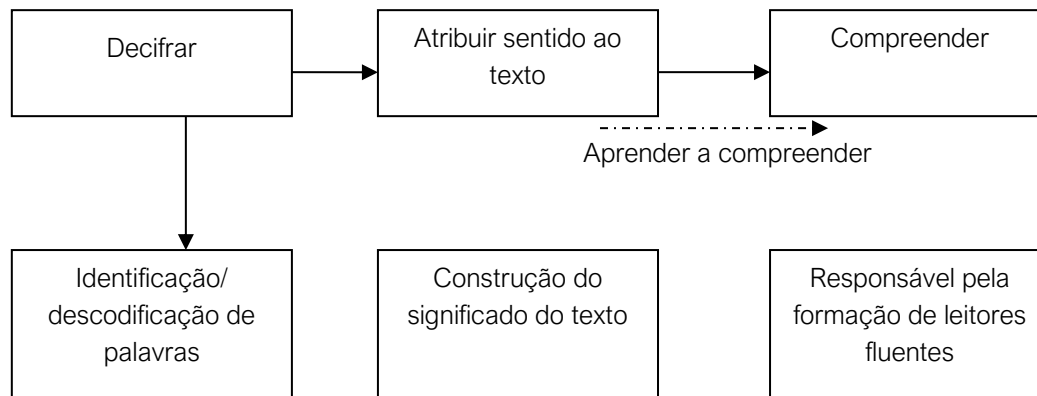 Decifrar
Atribuir sentido ao
texto
Compreender
Aprender a compreender
Identificação/
descodificação de
palavras
Construção do
significado do texto
Responsável pela
formação de leitores
fluentes